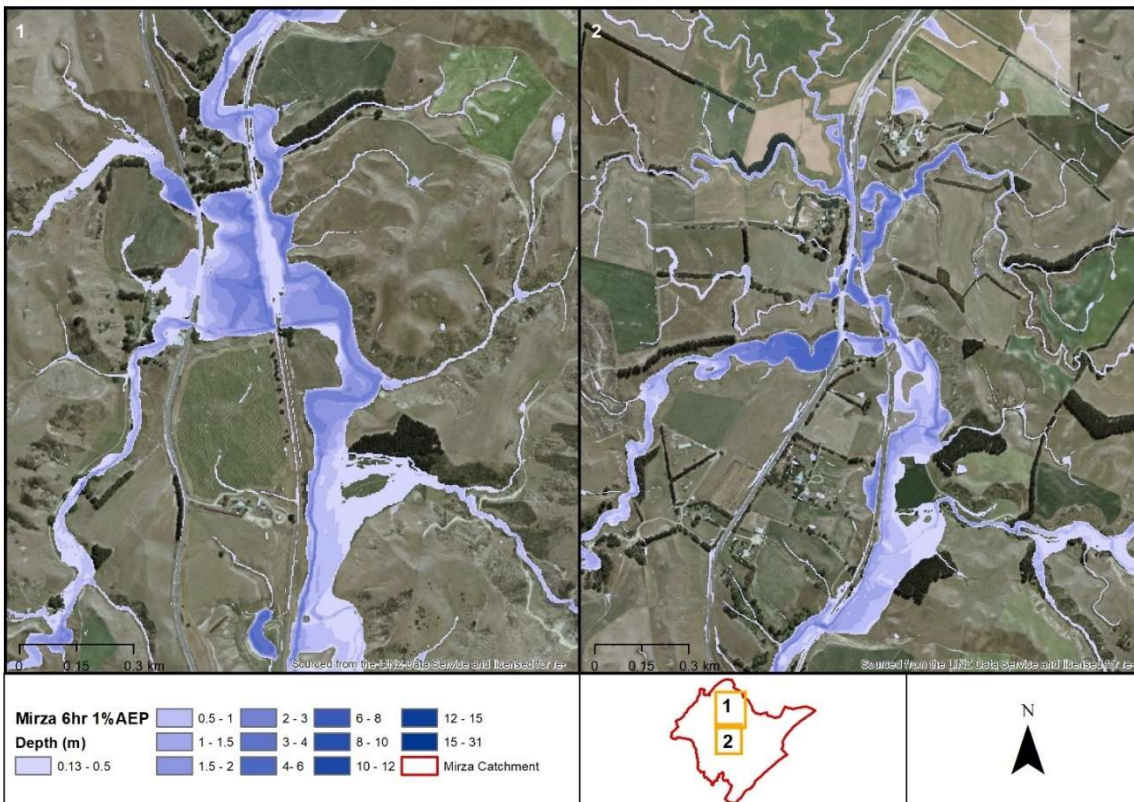 1
2
0
0.15
0.3 km
Sourced from the LINZ Data Service and licensed for re-
0
0.15
0.3 km
Sourced from the LINZ Data Service and licensed for re-
Mirza 6hr 1%AEP
Depth (m)
0.13 - 0.5
0.5 - 1
1 - 1.5
1.5 - 2
2 - 3
3 - 4
4- 6
6 - 8
8 - 10
10 - 12
12 - 15
15 - 31
Mirza Catchment
1
2
N